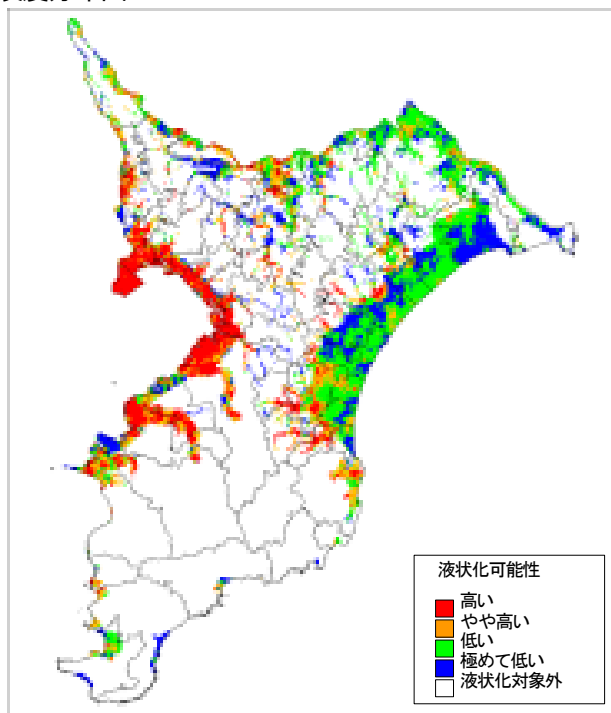 液状化可能性
高い
やや高い
低い
極めて低い
液状化対象外